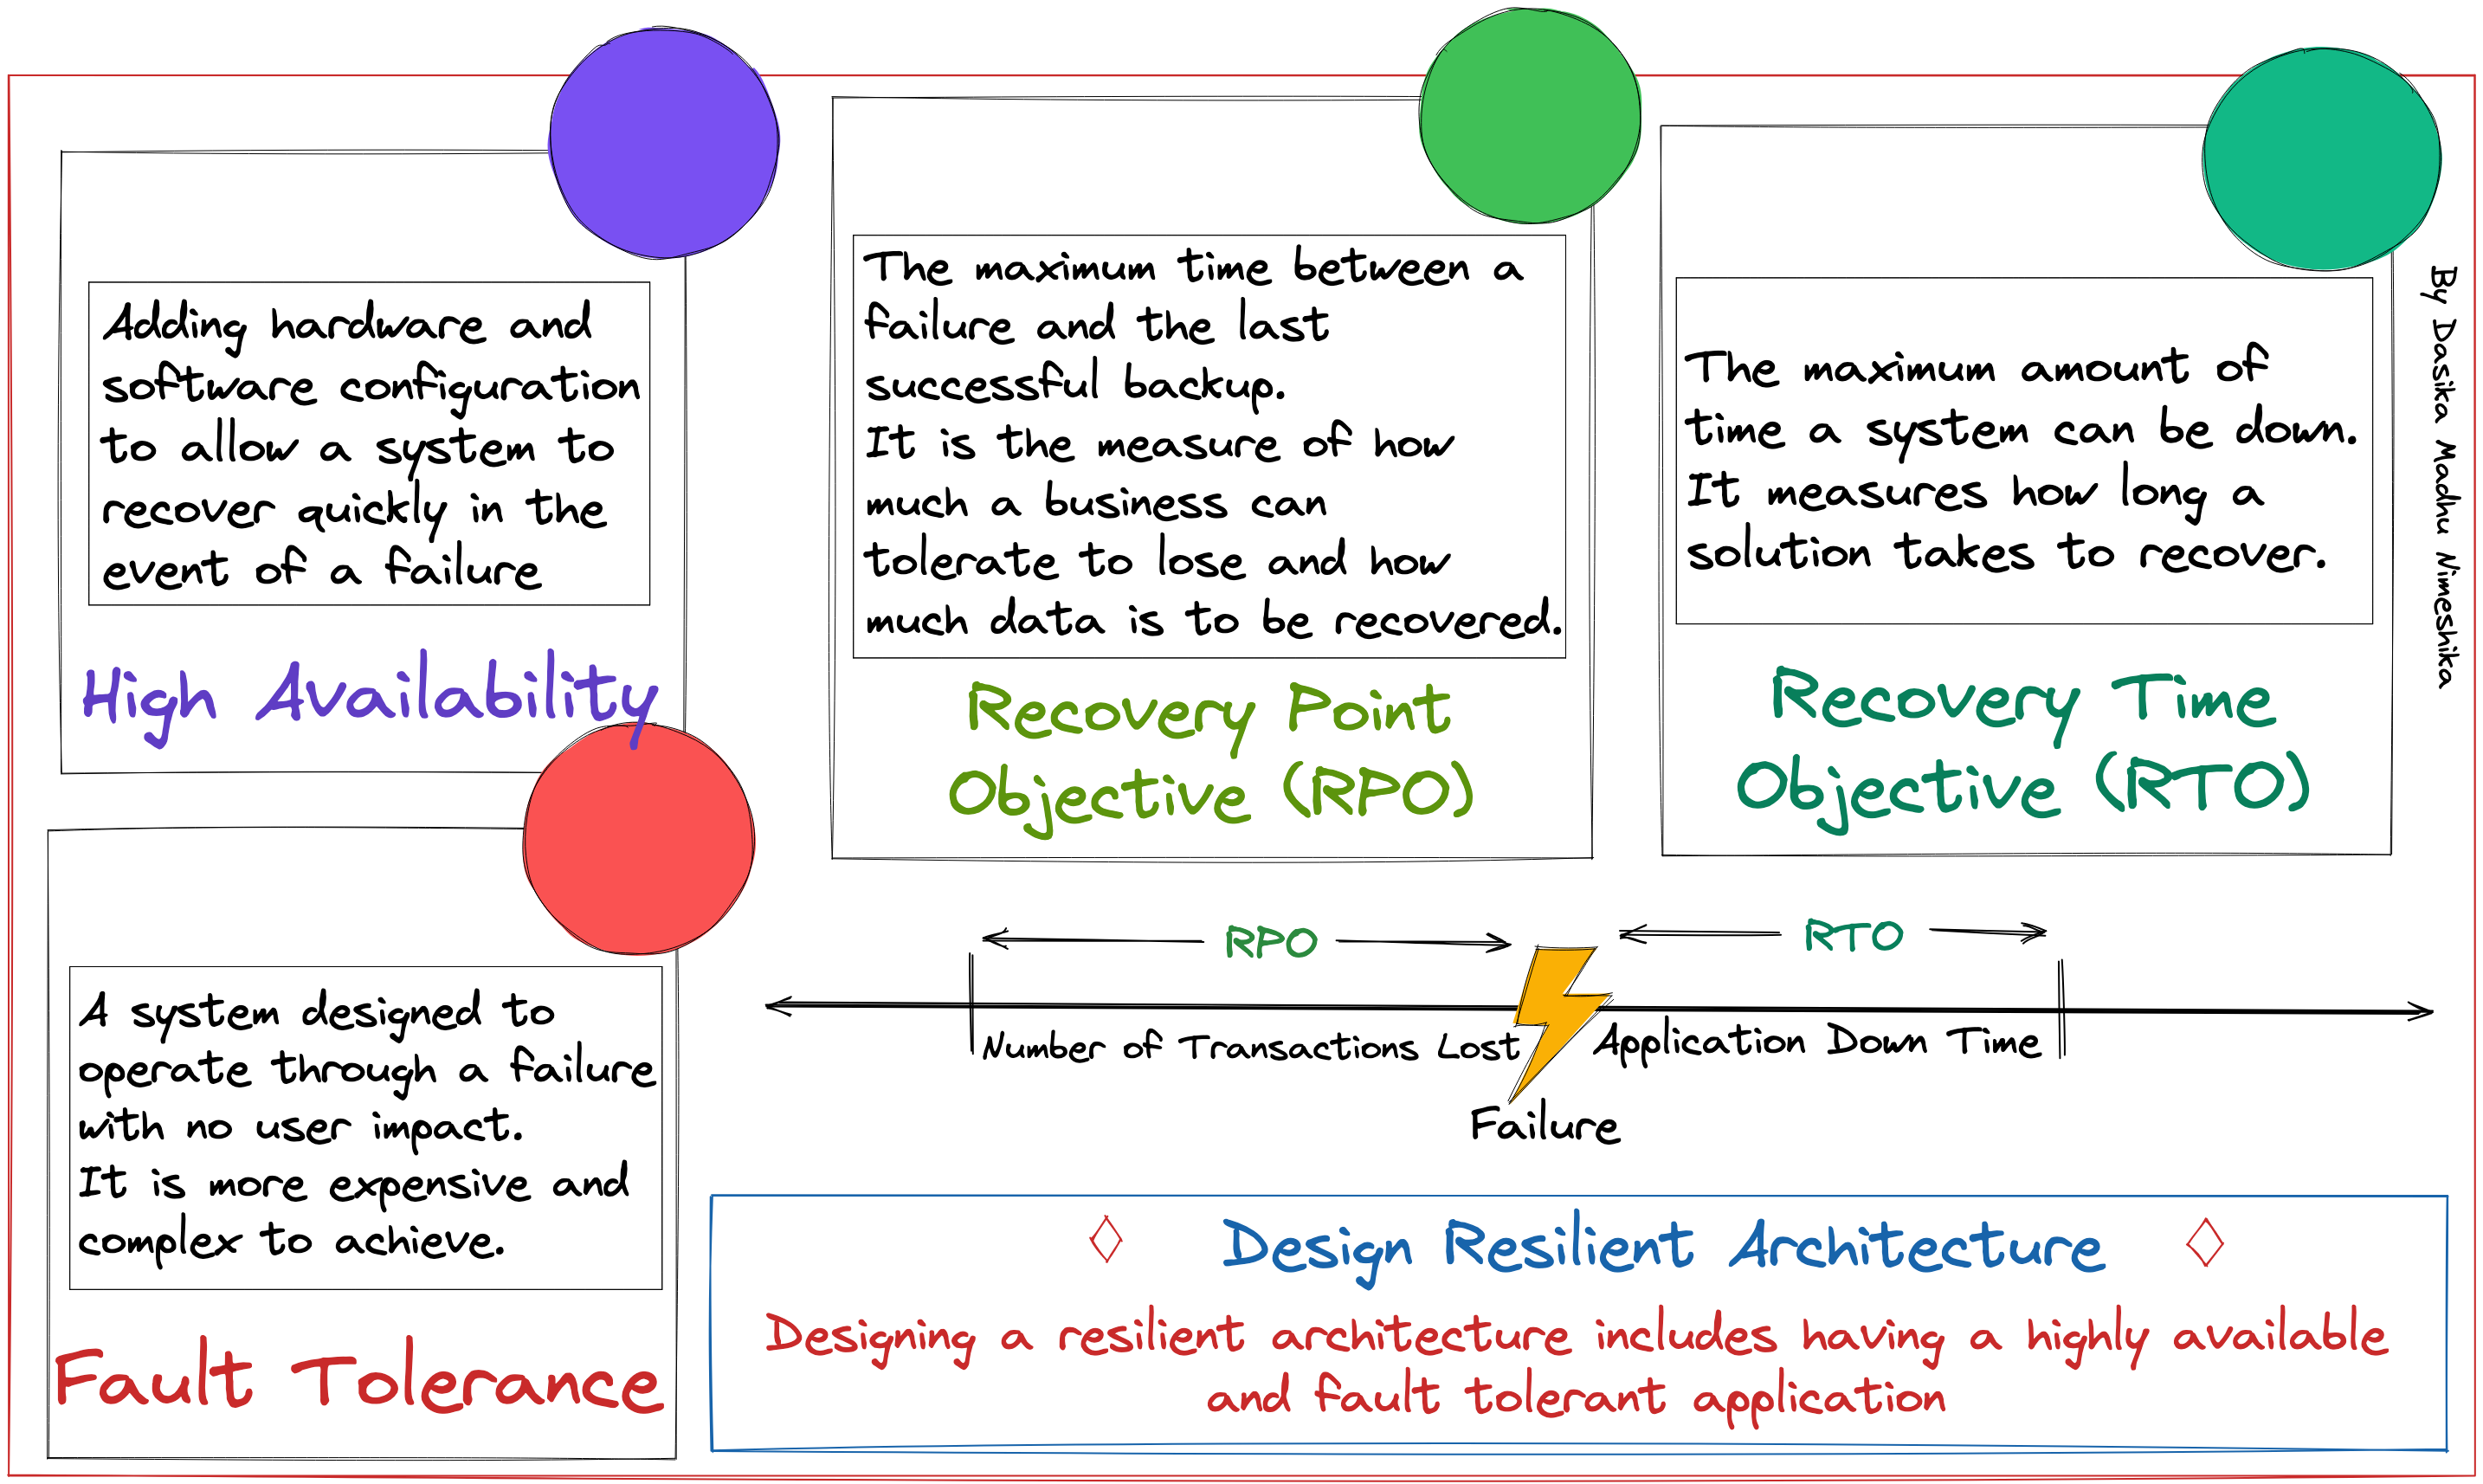 Adding hardware and
software configuration
to allow a system to
recover quickly in the
event of a failure
High Availability
The maximum time between a
failure and the last
successful backup.
It is the measure of how
much a business can
tolerate to lose and how
much data is to be recovered.
Recovery Point
Objective (RPO)
The maximum amount of
time a system can be down.
It measures how long a
solution takes to recover.
Recovery Time
Objective (RTO)
By Dasika Madhu Nimeshika
A system designed to
operate through a failure
with no user impact.
It is more expensive and
complex to achieve.
Fault Tolerance
RPO
RTO
Number of Transactions Lost
Application Down Time
Failure
Design Resilient Architecture
Designing a resilient architecture includes having a highly available
and fault tolerant application